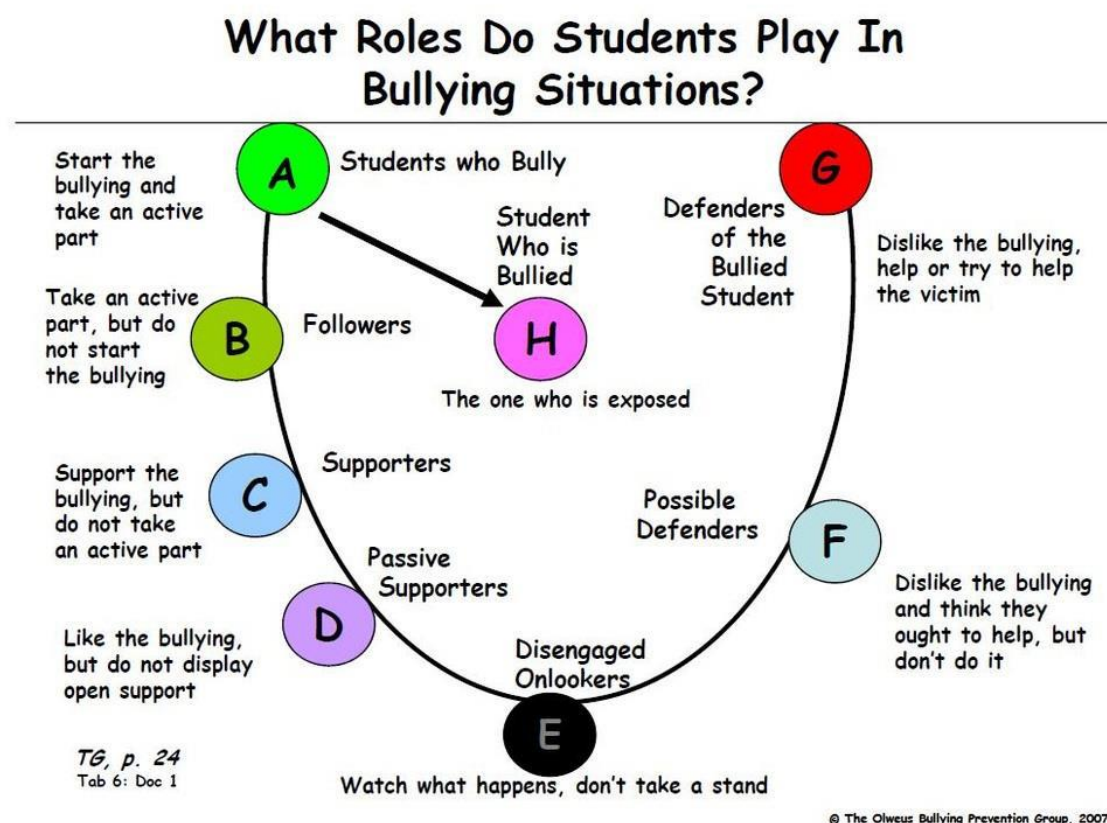 What Roles Do Students Play In
Bullying Situations?
A
Students who Bully
Start the
bullying and
take an active
part
B
Followers
Take an active
part, but do
not start
the bullying
C
Supporters
Support the
bullying, but
do not take
an active part
D
Passive
Supporters
Like the bullying,
but do not display
open support
E
Disengaged
Onlookers
Watch what happens, don't take a stand
F
Possible
Defenders
Dislike the bullying
and think they
ought to help, but
don't do it
G
Defenders
of the
Bullied
Student
Dislike the bullying,
help or try to help
the victim
H
Student
Who is
Bullied
The one who is exposed
TG, p. 24
Tab 6: Doc 1
© The Olweus Bullying Prevention Group, 2007